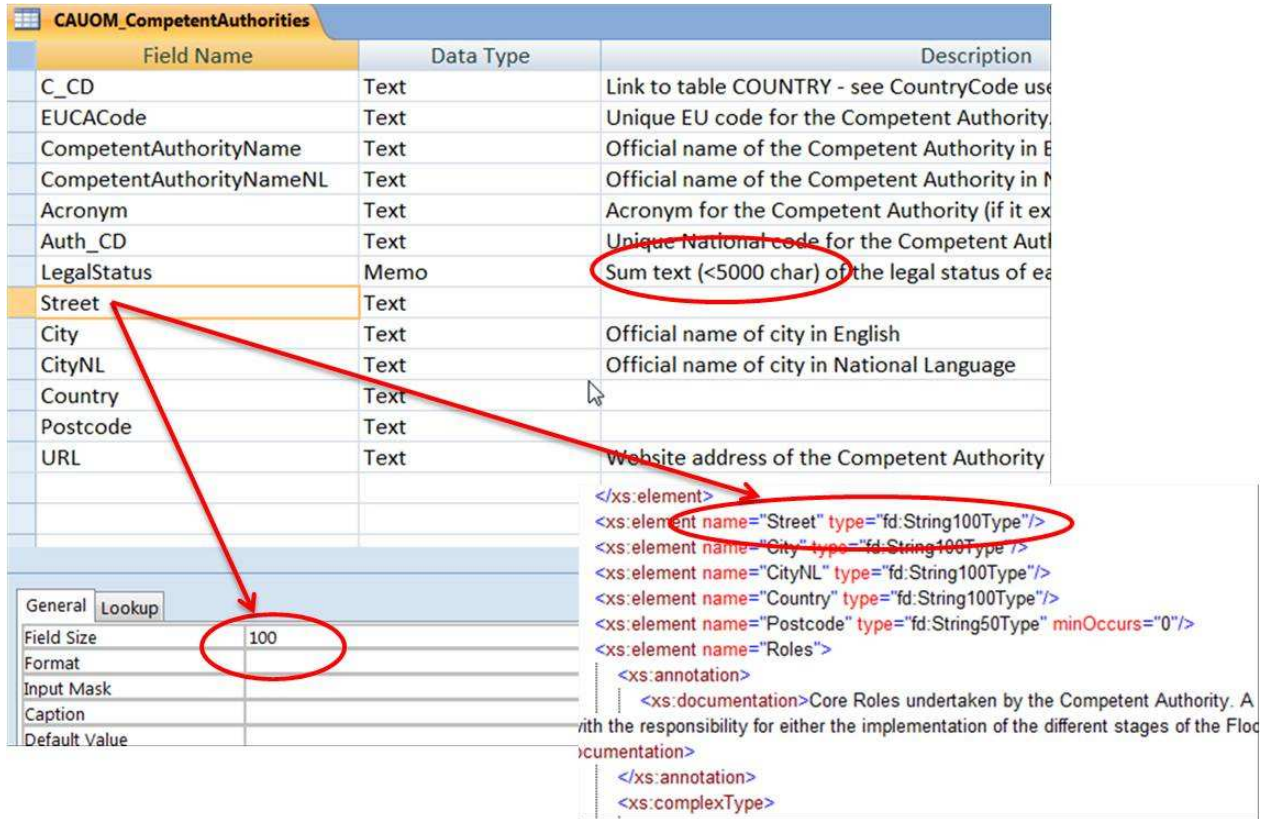 CAUOM_CompetentAuthorities
Field Name Data Type Description
C_CD Text Link to table COUNTRY - see CountryCode use
EUCACode Text Unique EU code for the Competent Authority.
CompetentAuthorityName Text Official name of the Competent Authority in E
CompetentAuthorityNameNL Text Official name of the Competent Authority in N
Acronym Text Acronym for the Competent Authority (if it ex
Auth_CD Text Unique National code for the Competent Autl
LegalStatus Memo Sum text (<5000 char) of the legal status of ea
Street Text
City Text Official name of city in English
CityNL Text Official name of city in National Language
Country Text
Postcode Text
URL Text Website address of the Competent Authority
General Lookup
Field Size 100
Format
Input Mask
Caption
Default Value
</xs:element>
<xs:element name="Street" type="fd:String100Type"/>
<xs:element name="City" type="fd:String100Type"/>
<xs:element name="CityNL" type="fd:String100Type"/>
<xs:element name="Country" type="fd:String100Type"/>
<xs:element name="Postcode" type="fd:String50Type" minOccurs="0"/>
<xs:element name="Roles">
<xs:annotation>
<xs:documentation>Core Roles undertaken by the Competent Authority. A
with the responsibility for either the implementation of the different stages of the Floo
ocumentation>
</xs:annotation>
<xs:complexType>